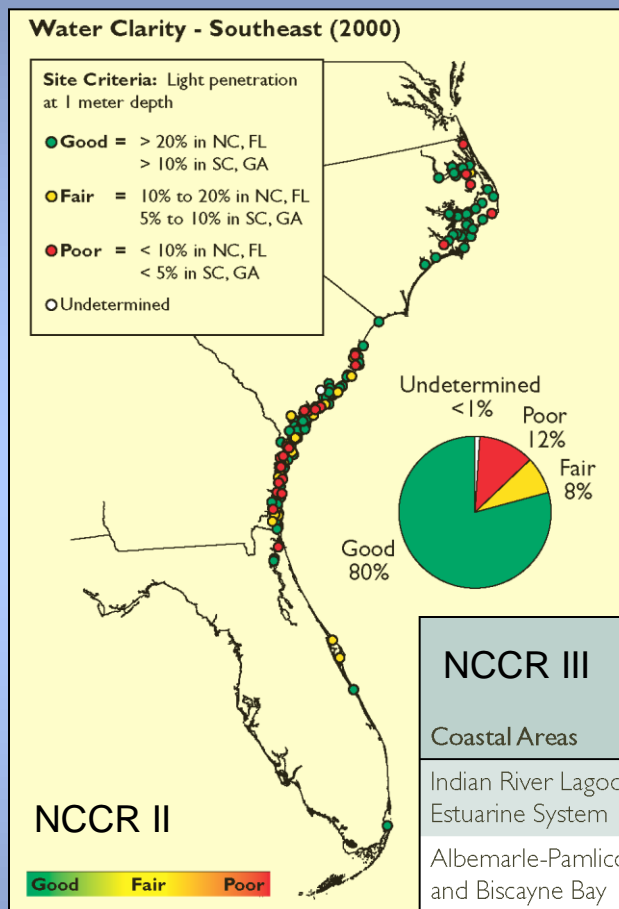 Water Clarity - Southeast (2000)
Site Criteria: Light penetration
at 1 meter depth
Good = > 20% in NC, FL
> 10% in SC, GA
Fair = 10% to 20% in NC, FL
5% to 10% in SC, GA
Poor = < 10% in NC, FL
< 5% in SC, GA
Undetermined
Undetermined
<1%
Poor
12%
Fair
8%
Good
80%
NCCR II
Good Fair Poor
NCCR III
Coastal Areas
Indian River
Estuarine System
and Biscayne Bay